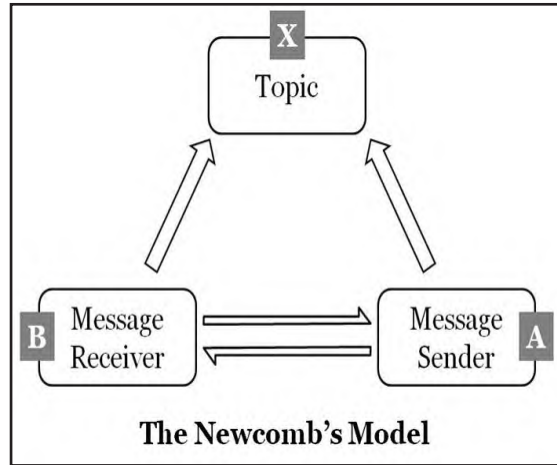 X
Topic
B
Message
Receiver
Message
Sender
A
The Newcomb's Model